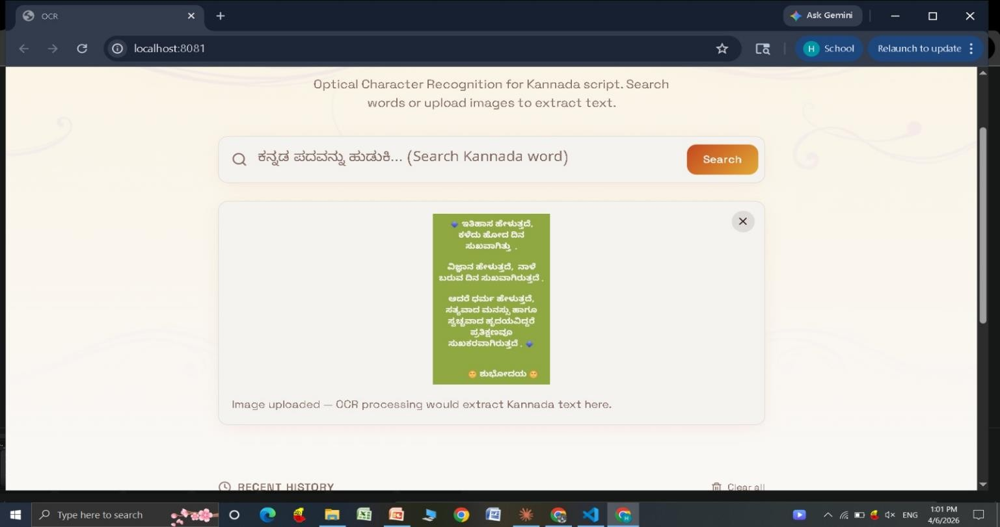 OCR
Ask Gemini
localhost:8081
H School
Relaunch to update
Optical Character Recognition for Kannada script. Search
words or upload images to extract text.
ಕನ್ನಡ ಪದವನ್ನು ಹುಡುಕಿ... (Search Kannada word)
Search
ಇತಿಹಾಸ ಹೇಳುತ್ತದೆ,
ಕಳೆದು ಹೋದ ದಿನ
ಸುಖವಾಗಿತ್ತು .
ವಿಜ್ಞಾನ ಹೇಳುತ್ತದೆ, ನಾಳೆ
ಬರುವ ದಿನ ಸುಖವಾಗಿರುತ್ತದೆ .
ಆದರೆ ಧರ್ಮ ಹೇಳುತ್ತದೆ,
ಸತ್ಯವಾದ ಮನಸ್ಸು ಹಾಗೂ
ಸ್ವಚ್ಚವಾದ ಹೃದಯವಿದ್ದರೆ
ಪ್ರತಿಕ್ಷಣವೂ
ಸುಖಕರವಾಗಿರುತ್ತದೆ .
ಶುಭೋದಯ
Image uploaded — OCR processing would extract Kannada text here.
RECENT HISTORY
Clear all
Type here to search
ENG
1:01 PM
4/6/2026